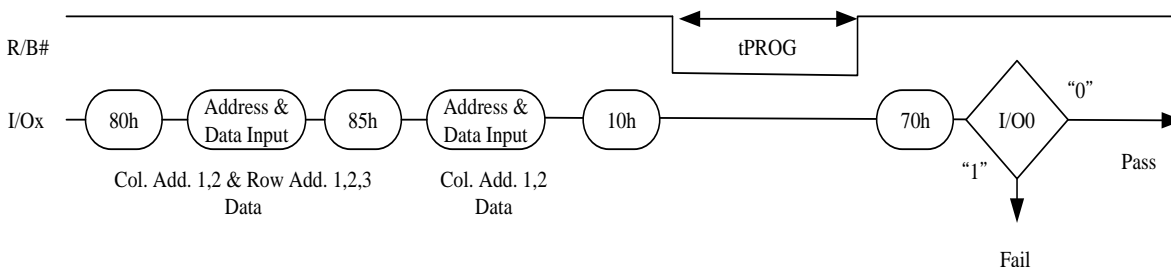 R/B#
tPROG
I/Ox
80h
Address &
Data Input
85h
Address &
Data Input
10h
70h
I/O0
“0”
“1”
Pass
Col. Add. 1,2 & Row Add. 1,2,3
Data
Col. Add. 1,2
Data
Fail